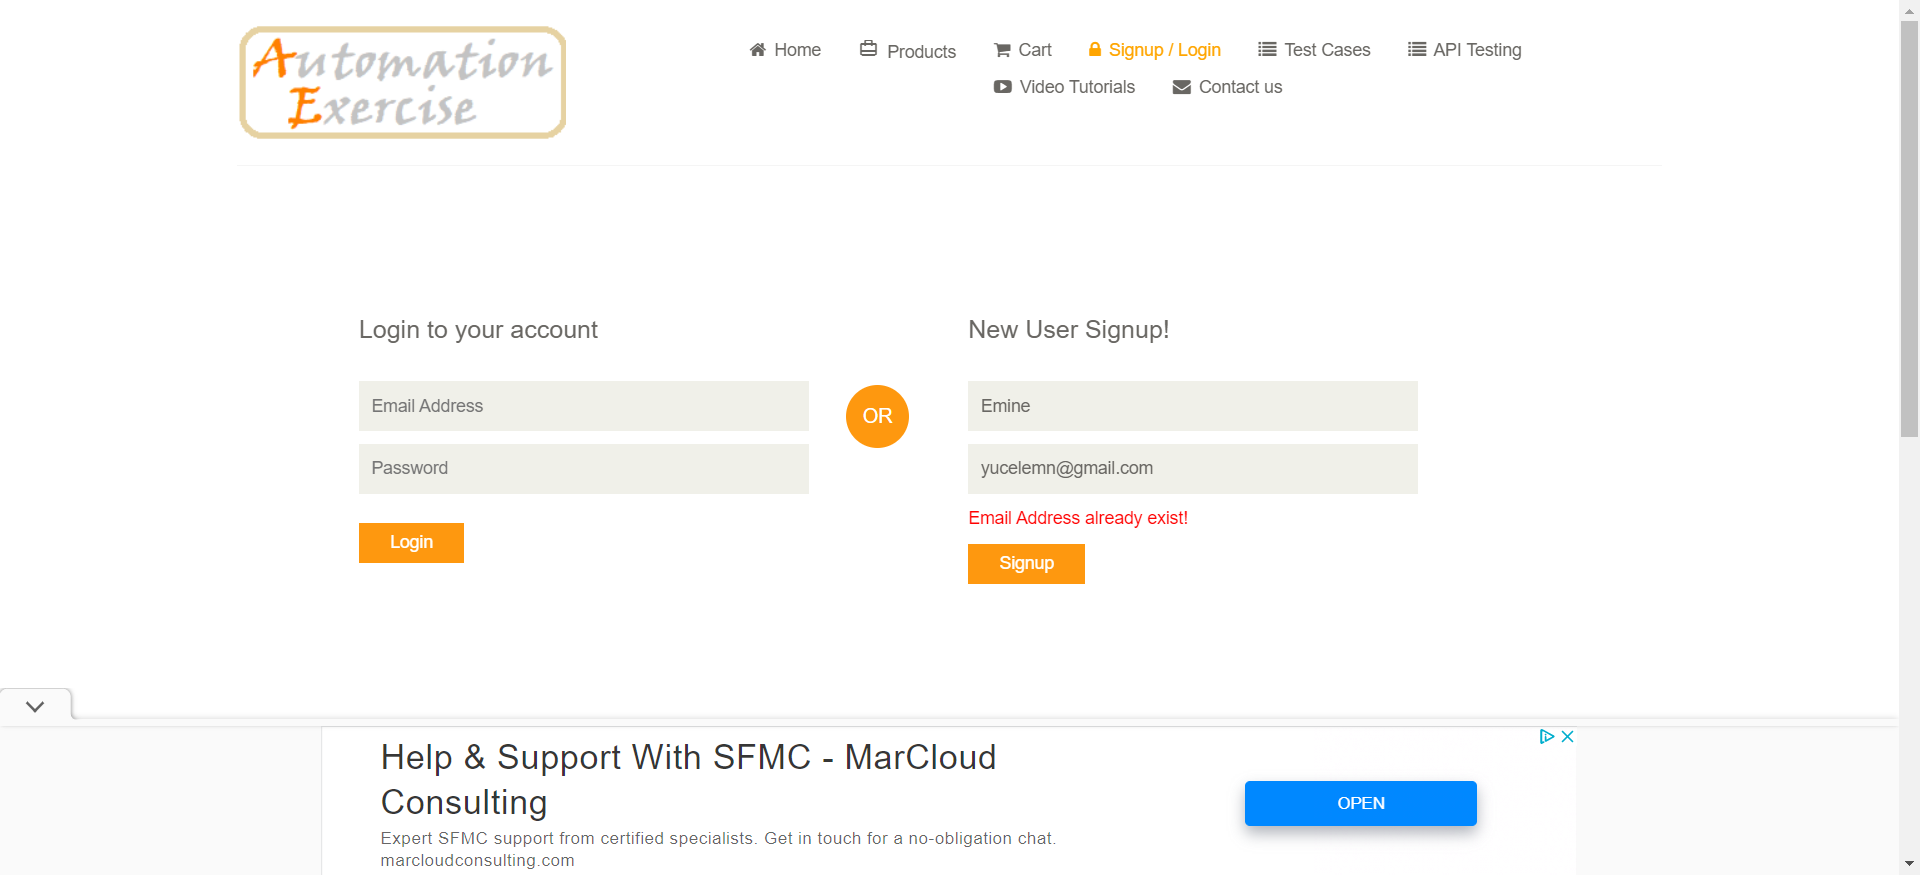 Automation
Exercise
Home
Products
Cart
Signup / Login
Test Cases
API Testing
Video Tutorials
Contact us
Login to your account
Email Address
Password
Login
OR
New User Signup!
Emine
yucelemn@gmail.com
Email Address already exist!
Signup
Help & Support With SFMC - MarCloud
Consulting
Expert SFMC support from certified specialists. Get in touch for a no-obligation chat.
marcloudconsulting.com
OPEN